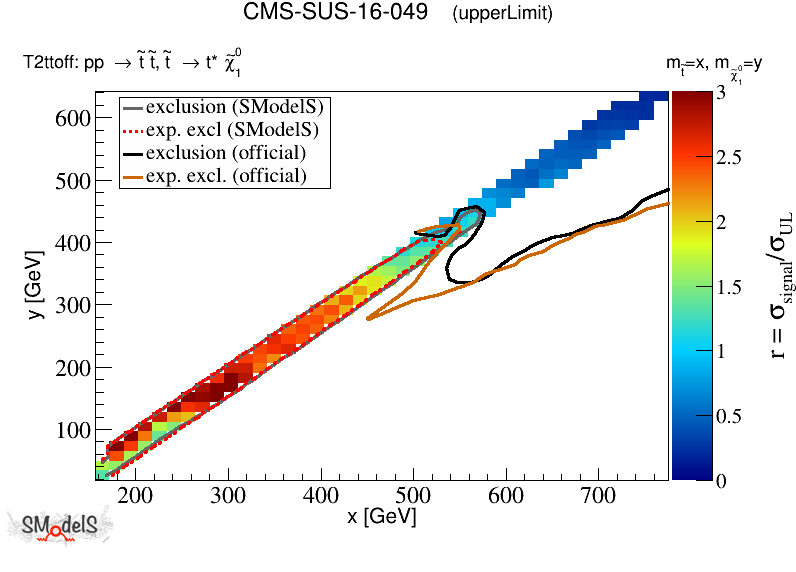 CMS-SUS-16-049 (upperLimit)
T2ttoff: pp → t̃ t̃, t̃ → t* χ̃⁰₁
m_t̃=x, m_χ̃⁰₁=y
exclusion (SModelS)
exp. excl (SModelS)
exclusion (official)
exp. excl. (official)
600
500
400
300
200
100
y [GeV]
200 300 400 500 600 700
x [GeV]
3
2.5
2
1.5
1
0.5
0
r = σ_signal/σ_UL
SModelS